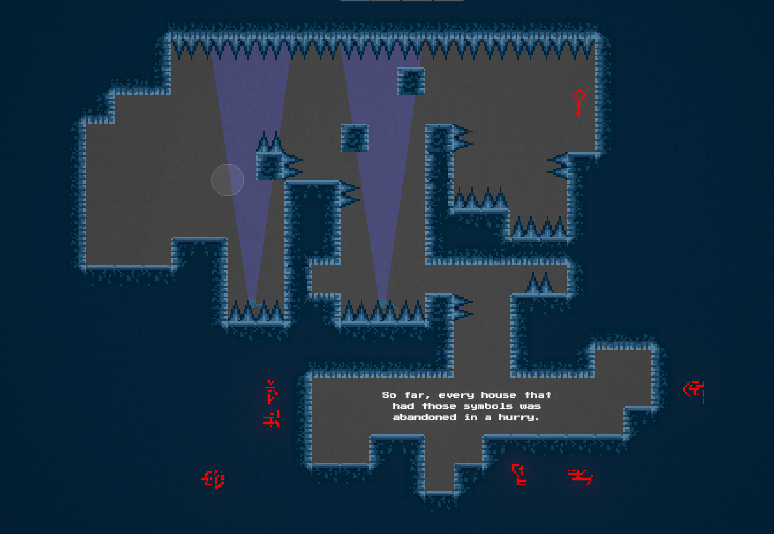 So far, every house that
had those symbols was
abandoned in a hurry.